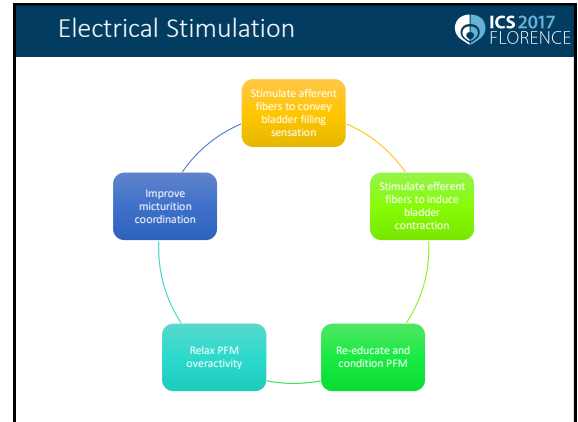 Electrical Stimulation
ICS 2017
FLORENCE
Stimulate afferent
fibers to convey
bladder filling
sensation
Stimulate efferent
fibers to induce
bladder
contraction
Re-educate and
condition PFM
Relax PFM
overactivity
Improve
micturition
coordination